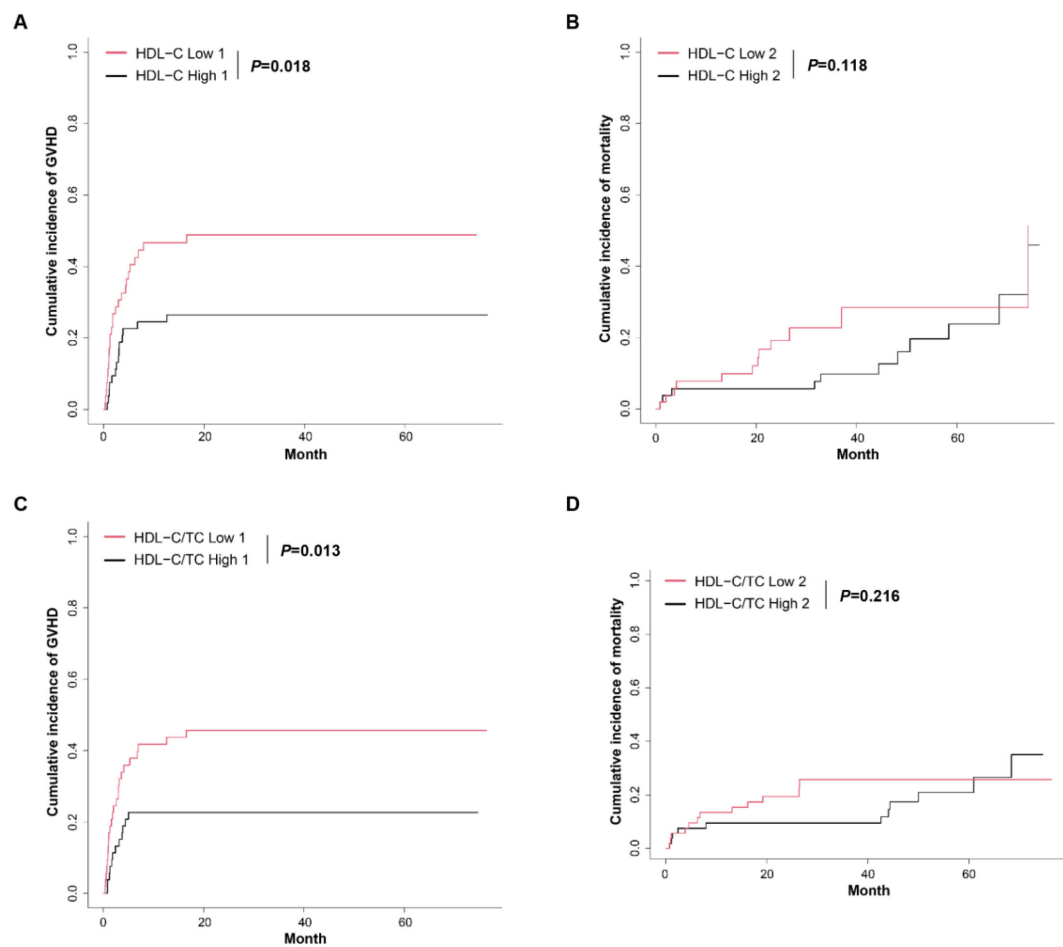 A
HDL-C Low 1
HDL-C High 1
P=0.018
Cumulative incidence of GVHD
0.0 0.2 0.4 0.6 0.8 1.0
0 20 40 60
Month
B
HDL-C Low 2
HDL-C High 2
P=0.118
Cumulative incidence of mortality
0.0 0.2 0.4 0.6 0.8 1.0
0 20 40 60
Month
C
HDL-C/TC Low 1
HDL-C/TC High 1
P=0.013
Cumulative incidence of GVHD
0.0 0.2 0.4 0.6 0.8 1.0
0 20 40 60
Month
D
HDL-C/TC Low 2
HDL-C/TC High 2
P=0.216
Cumulative incidence of mortality
0.0 0.2 0.4 0.6 0.8 1.0
0 20 40 60
Month